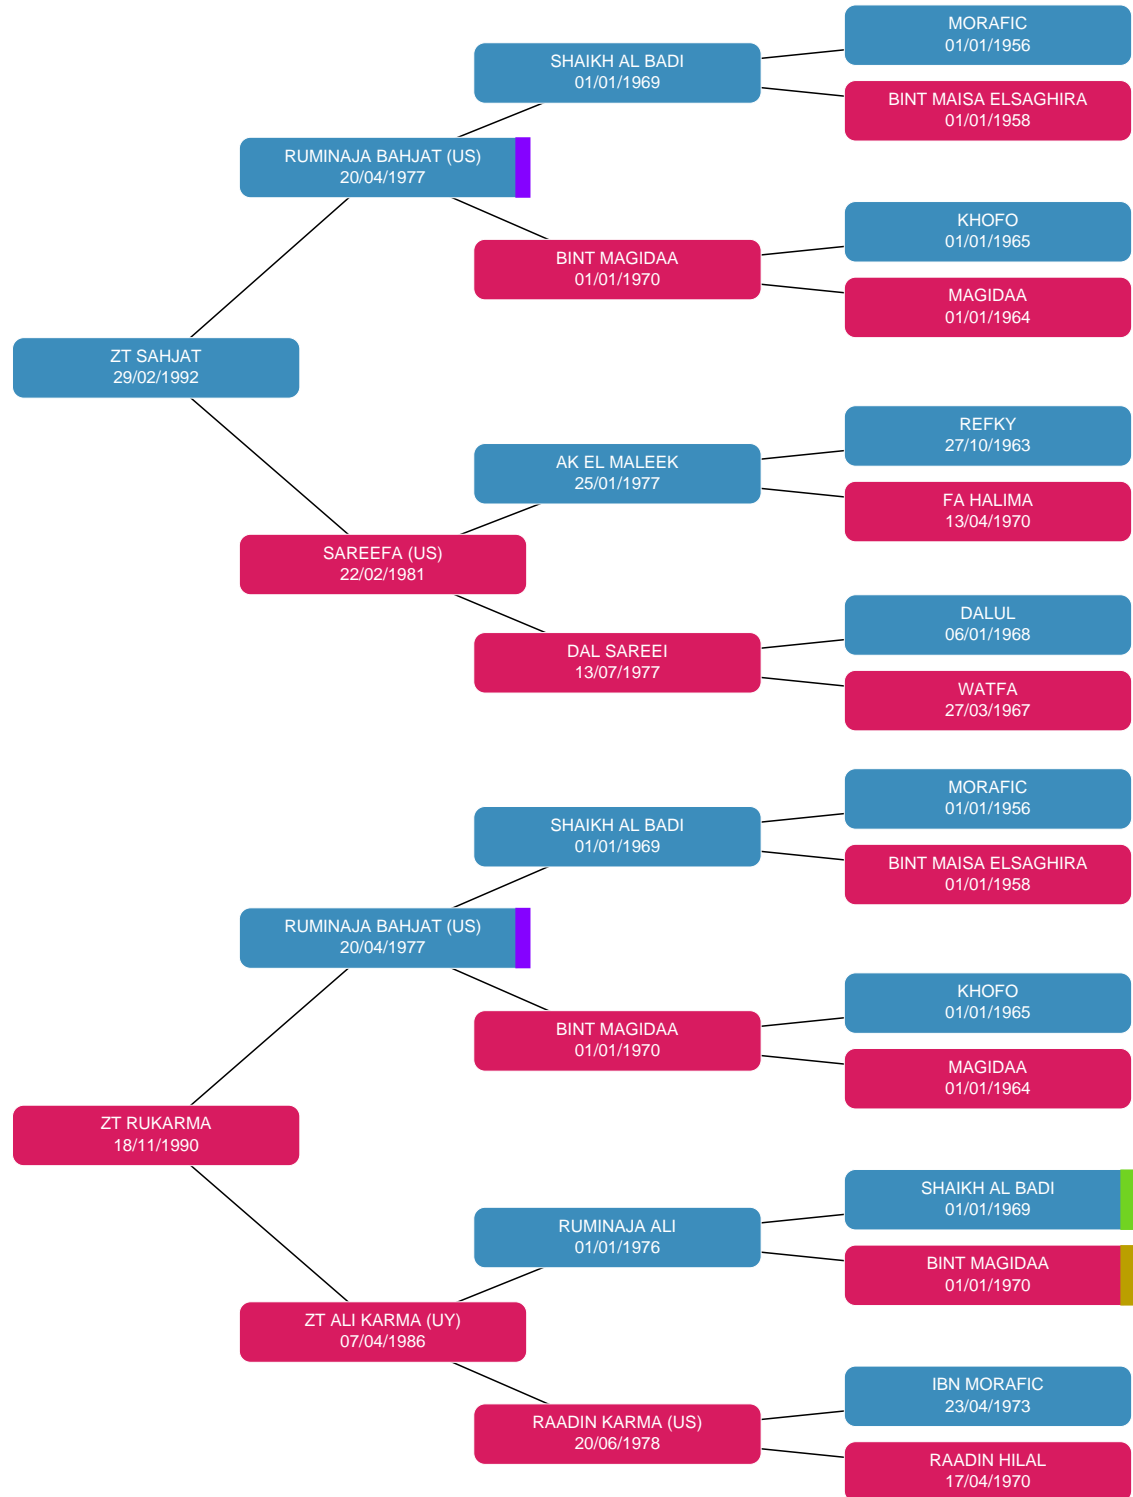 MORAFIC
01/01/1956
SHAIKH AL BADI
01/01/1969
BINT MAISA ELSAGHIRA
01/01/1958
RUMINAJA BAHJAT (US)
20/04/1977
KHOFO
01/01/1965
BINT MAGIDAA
01/01/1970
MAGIDAA
01/01/1964
ZT SAHJAT
29/02/1992
REFKY
27/10/1963
AK EL MALEEK
25/01/1977
FA HALIMA
13/04/1970
SAREEFA (US)
22/02/1981
DALUL
06/01/1968
DAL SAREEI
13/07/1977
WATFA
27/03/1967
MORAFIC
01/01/1956
SHAIKH AL BADI
01/01/1969
BINT MAISA ELSAGHIRA
01/01/1958
RUMINAJA BAHJAT (US)
20/04/1977
KHOFO
01/01/1965
BINT MAGIDAA
01/01/1970
MAGIDAA
01/01/1964
ZT RUKARMA
18/11/1990
SHAIKH AL BADI
01/01/1969
RUMINAJA ALI
01/01/1976
BINT MAGIDAA
01/01/1970
ZT ALI KARMA (UY)
07/04/1986
IBN MORAFIC
23/04/1973
RAADIN KARMA (US)
20/06/1978
RAADIN HILAL
17/04/1970